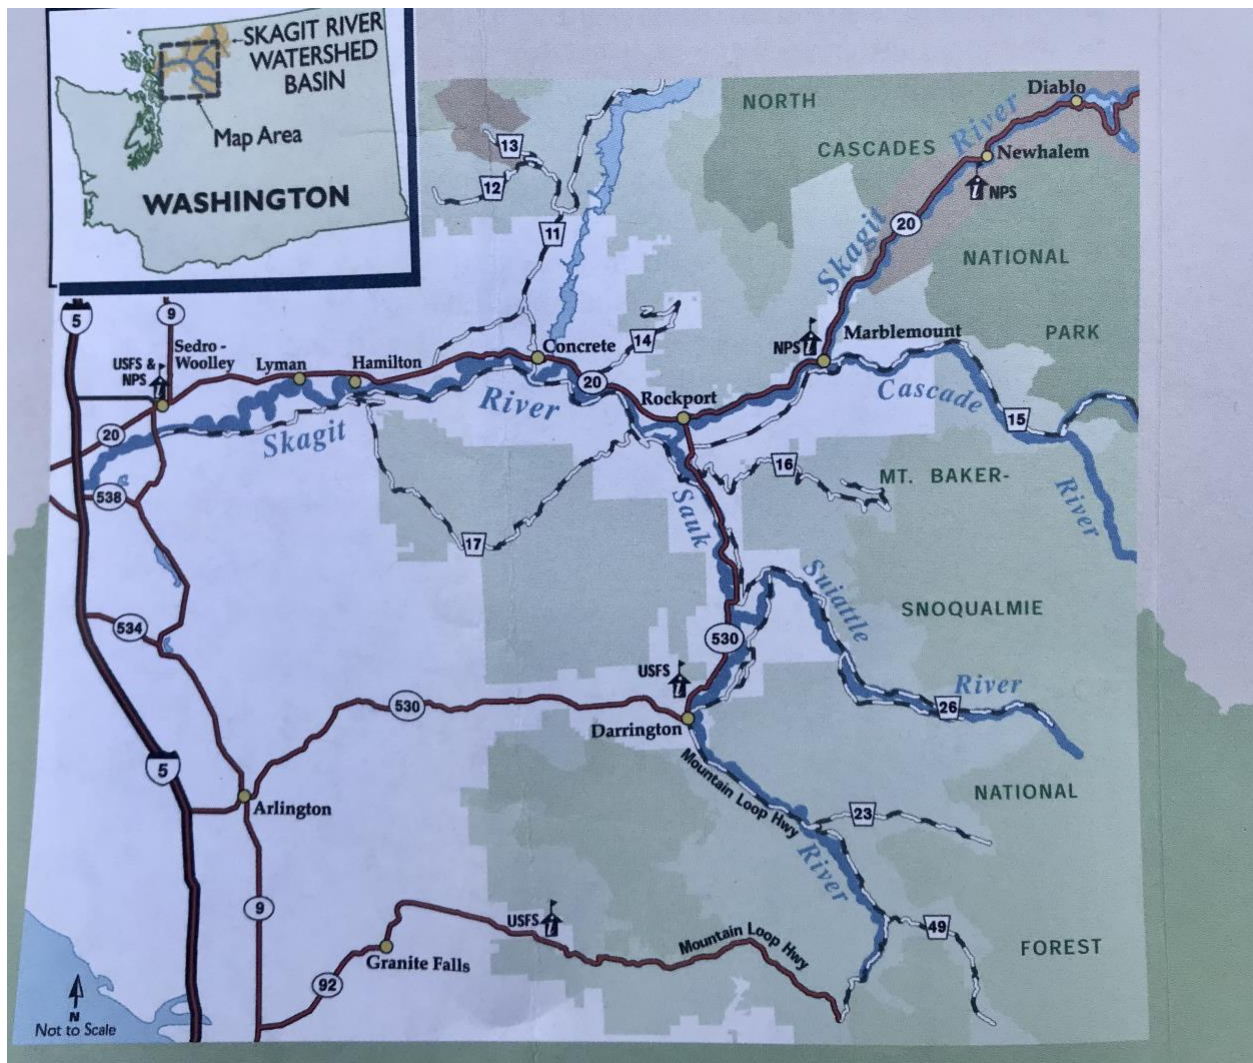 SKAGIT RIVER
WATERSHED
BASIN
Map Area
WASHINGTON
NORTH
CASCADES
NATIONAL
PARK
Diablo
River
Newhalem
NPS
20
Skagit
13
12
11
5
9
Sedro-
Woolley
USFS &
NPS
Lyman
Hamilton
Concrete
14
NPS
Marblemount
20
Rockport
Cascade
15
River
River
Skagit
20
538
16
MT. BAKER-
Sauk
17
Suiattle
SNOQUALMIE
534
530
USFS
River
26
530
Darrington
Mountain Loop Hwy
5
Arlington
NATIONAL
23
River
9
USFS
49
Mountain Loop Hwy
FOREST
Granite Falls
92
N
Not to Scale